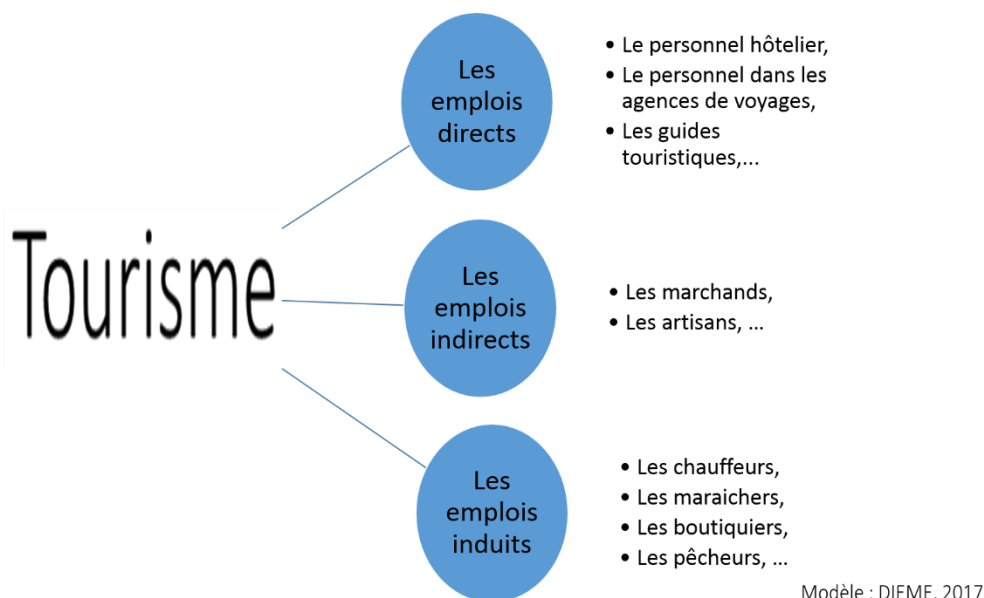 Tourisme
Les
emplois
directs
• Le personnel hôtelier,
• Le personnel dans les
agences de voyages,
• Les guides
touristiques,...
Les
emplois
indirects
• Les marchands,
• Les artisans, ...
Les
emplois
induits
• Les chauffeurs,
• Les maraichers,
• Les boutiquiers,
• Les pêcheurs, ...
Modèle : DIEME, 2017